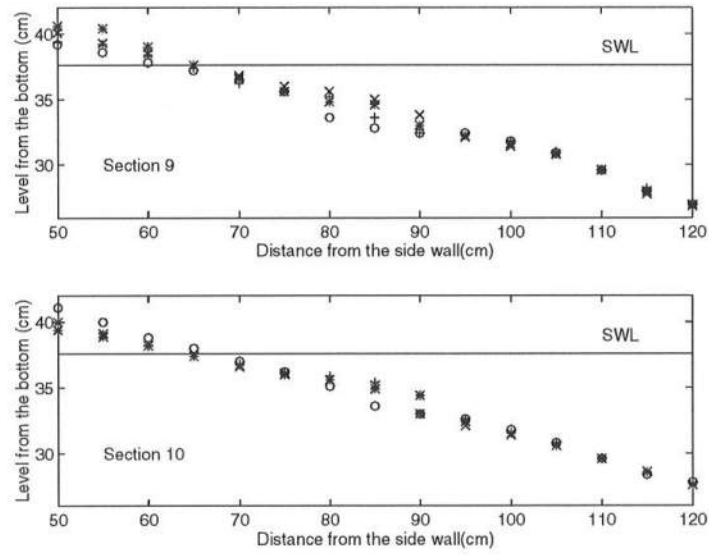 Level from the bottom (cm)
40
35
30
SWL
Section 9
50 60 70 80 90 100 110 120
Distance from the side wall(cm)
Level from the bottom (cm)
40
35
30
SWL
Section 10
50 60 70 80 90 100 110 120
Distance from the side wall(cm)